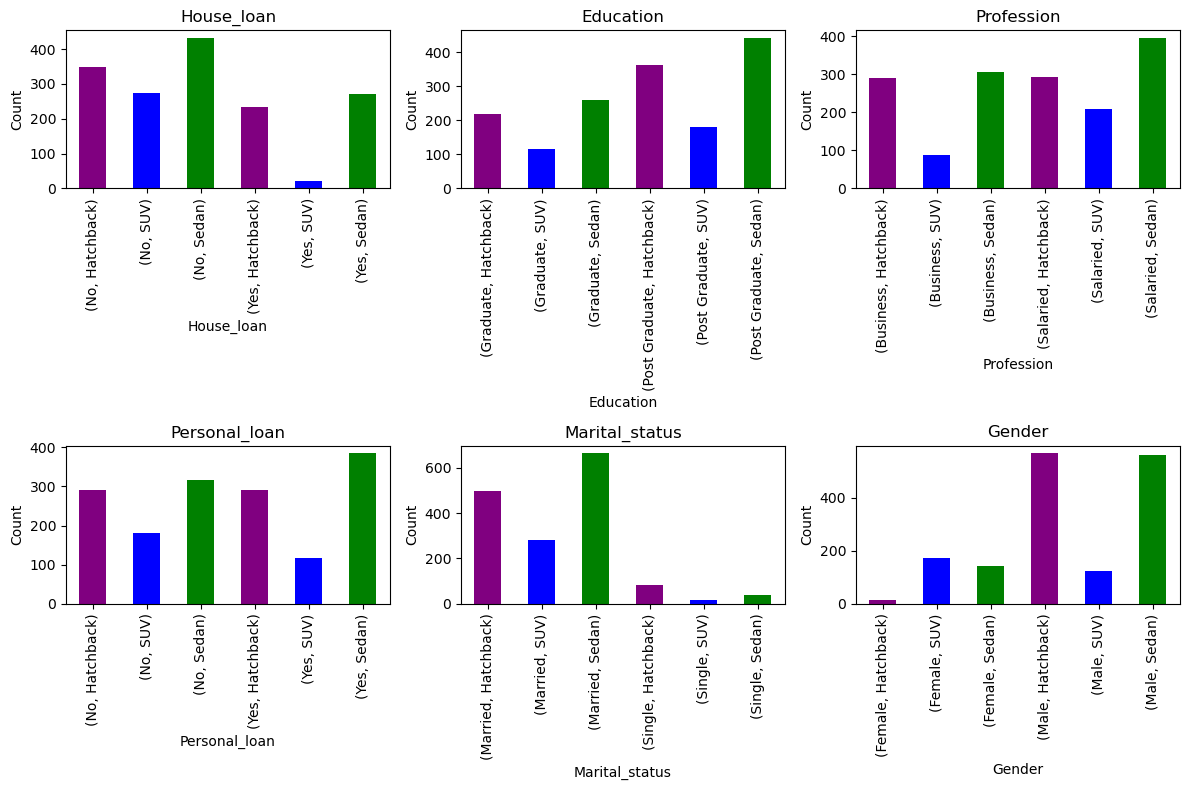 House_loan
Count
400
300
200
100
0
(No, Hatchback)
(No, SUV)
(No, Sedan)
(Yes, Hatchback)
(Yes, SUV)
(Yes, Sedan)
House_loan
Education
Count
400
300
200
100
0
(Graduate, Hatchback)
(Graduate, SUV)
(Graduate, Sedan)
(Post Graduate, Hatchback)
(Post Graduate, SUV)
(Post Graduate, Sedan)
Education
Profession
Count
400
300
200
100
0
(Business, Hatchback)
(Business, SUV)
(Business, Sedan)
(Salaried, Hatchback)
(Salaried, SUV)
(Salaried, Sedan)
Profession
Personal_loan
Count
400
300
200
100
0
(No, Hatchback)
(No, SUV)
(No, Sedan)
(Yes, Hatchback)
(Yes, SUV)
(Yes, Sedan)
Personal_loan
Marital_status
Count
600
400
200
0
(Married, Hatchback)
(Married, SUV)
(Married, Sedan)
(Single, Hatchback)
(Single, SUV)
(Single, Sedan)
Marital_status
Gender
Count
400
200
0
(Female, Hatchback)
(Female, SUV)
(Female, Sedan)
(Male, Hatchback)
(Male, SUV)
(Male, Sedan)
Gender